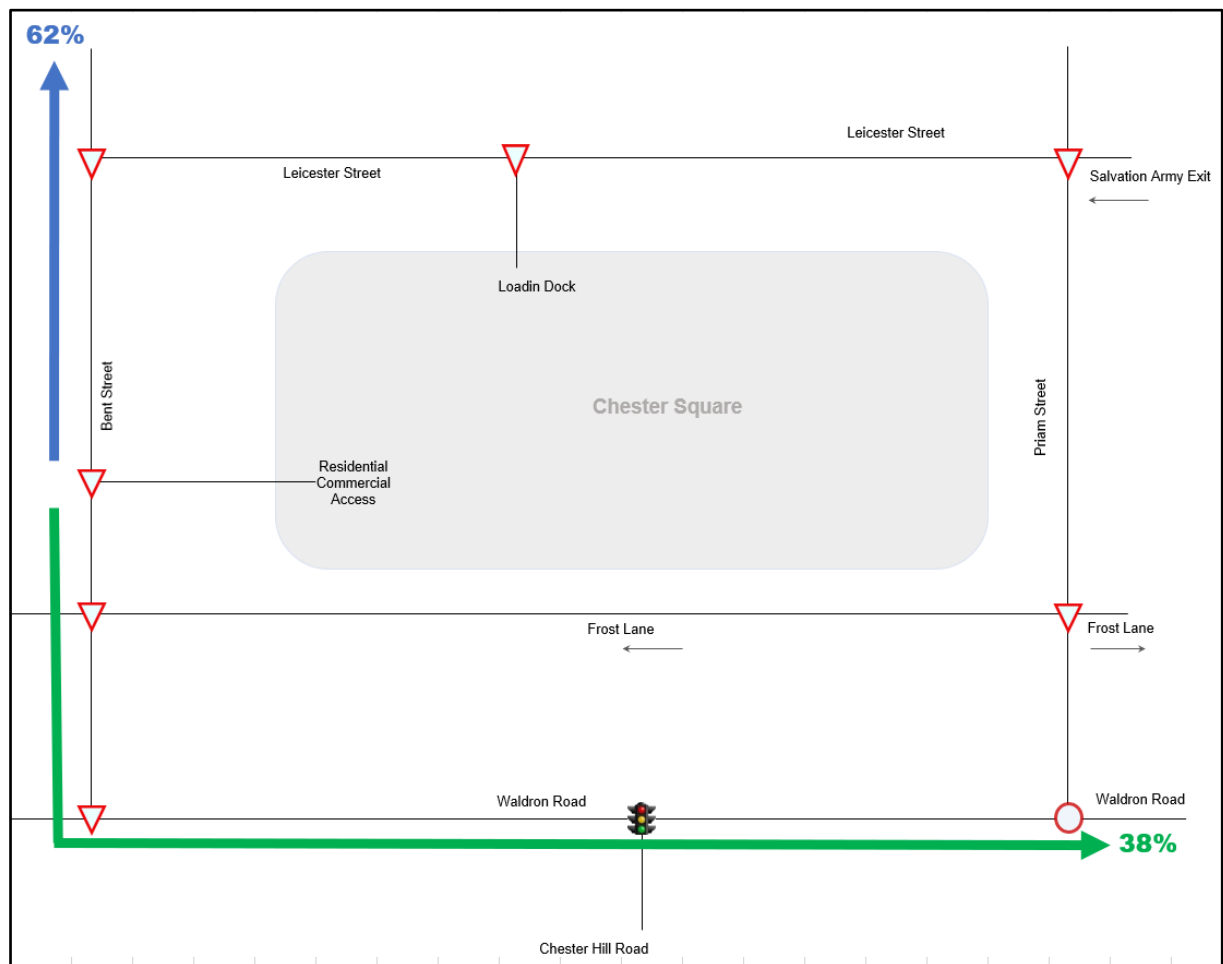 62%
Leicester Street
Leicester Street
Salvation Army Exit
Loadin Dock
Bent Street
Chester Square
Priam Street
Residential
Commercial
Access
Frost Lane
Frost Lane
Waldron Road
Waldron Road
38%
Chester Hill Road